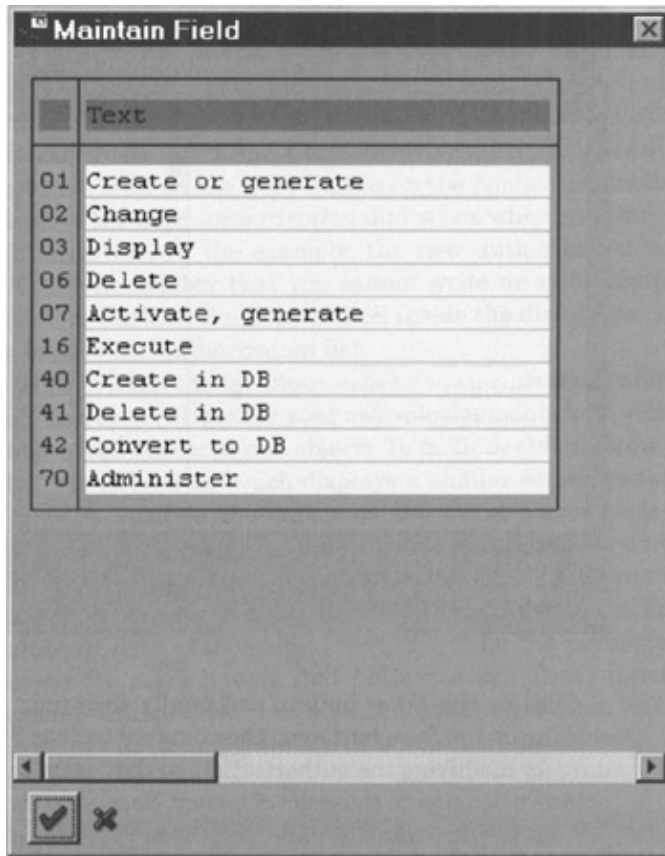 Maintain Field
Text
01 Create or generate
02 Change
03 Display
06 Delete
07 Activate, generate
16 Execute
40 Create in DB
41 Delete in DB
42 Convert to DB
70 Administer